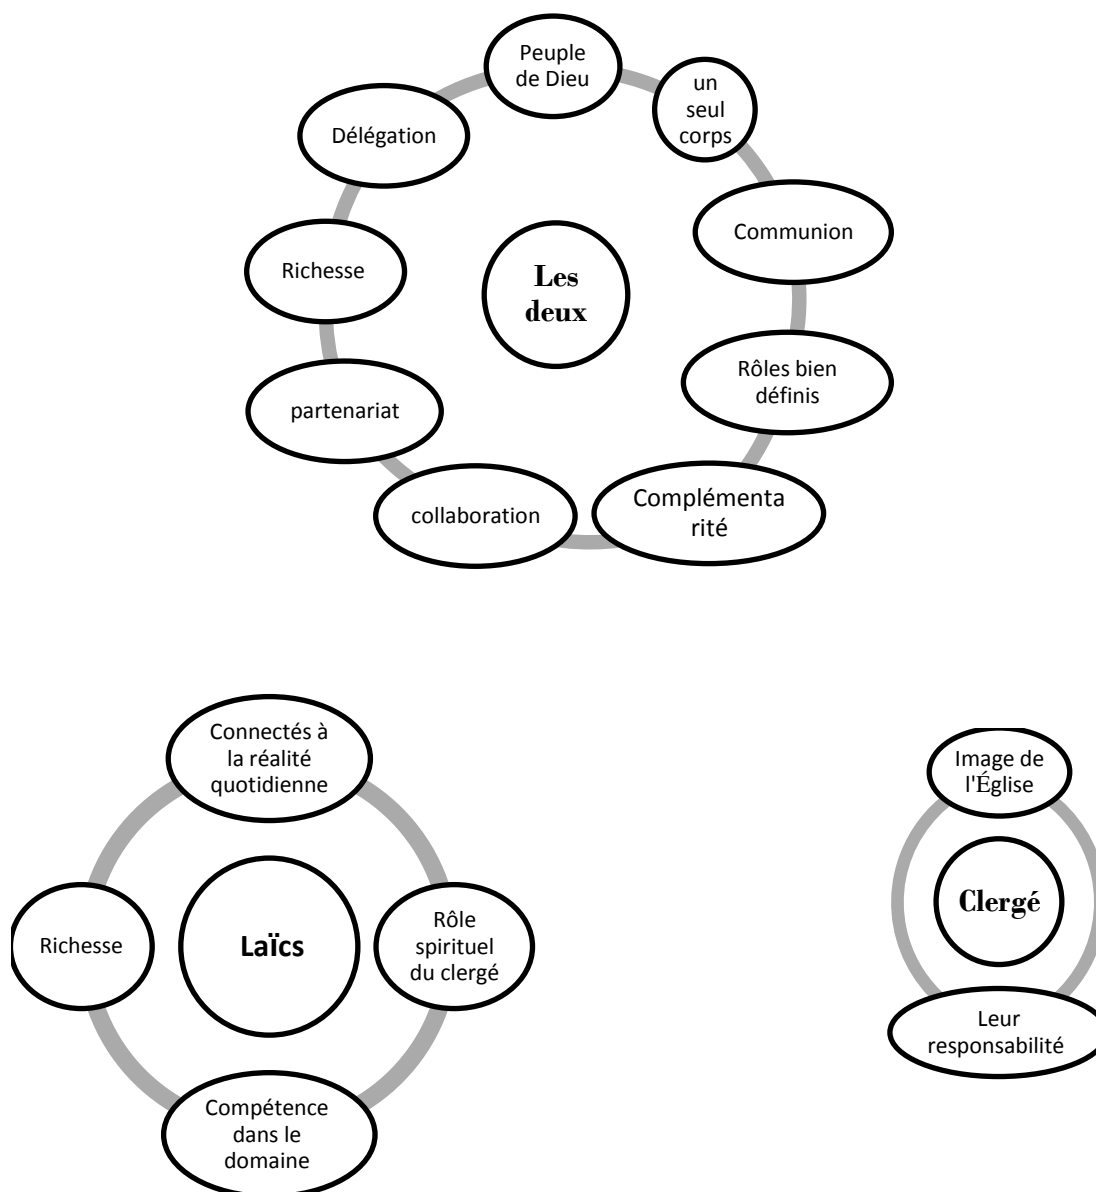 Peuple
de Dieu
un
seul
corps
Délégation
Communion
Richesse
Les
deux
Rôles bien
définis
partenariat
collaboration
Complémenta
rité
Connectés à
la réalité
quotidienne
Richesse
Laïcs
Rôle
spirituel
du clergé
Compétence
dans le
domaine
Image de
l'Église
Clergé
Leur
responsabilité